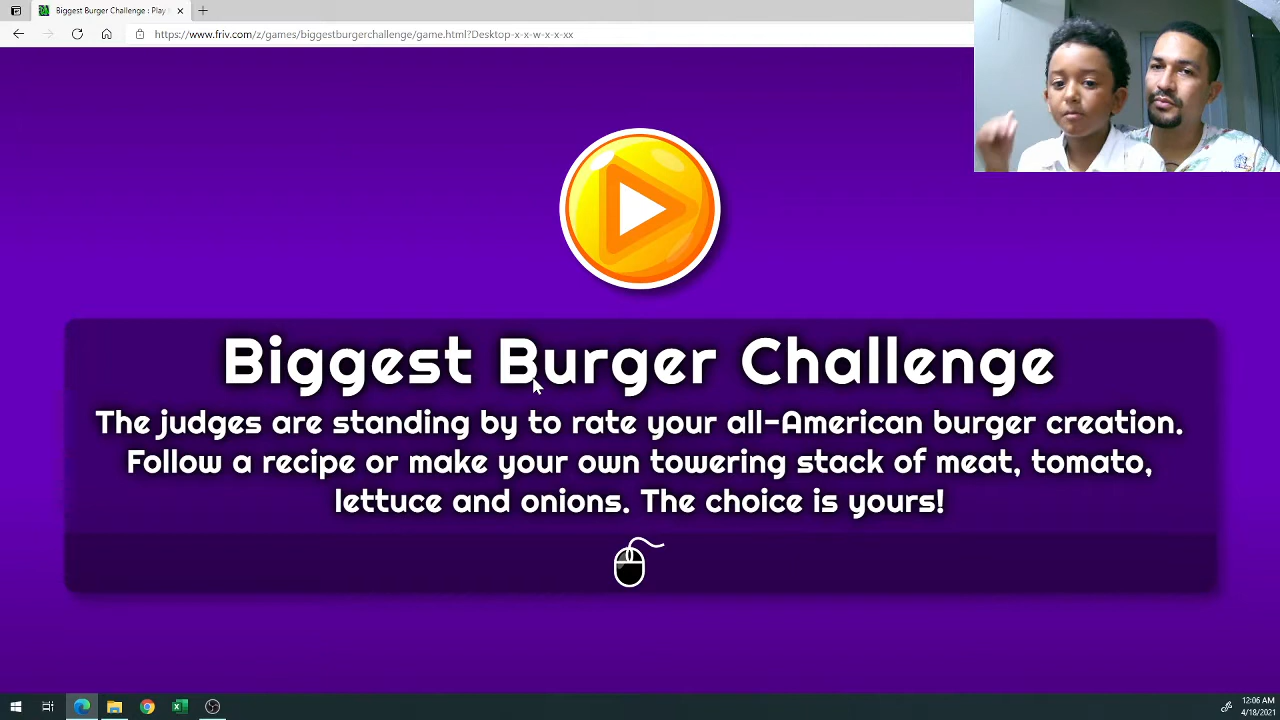 Biggest Burger Challenge : Play
https://www.friv.com/z/games/biggestburgerchallenge/game.html?Desktop-x-x-w-x-x-xx
Biggest Burger Challenge
The judges are standing by to rate your all-American burger creation.
Follow a recipe or make your own towering stack of meat, tomato,
lettuce and onions. The choice is yours!
12:06 AM
4/18/2021